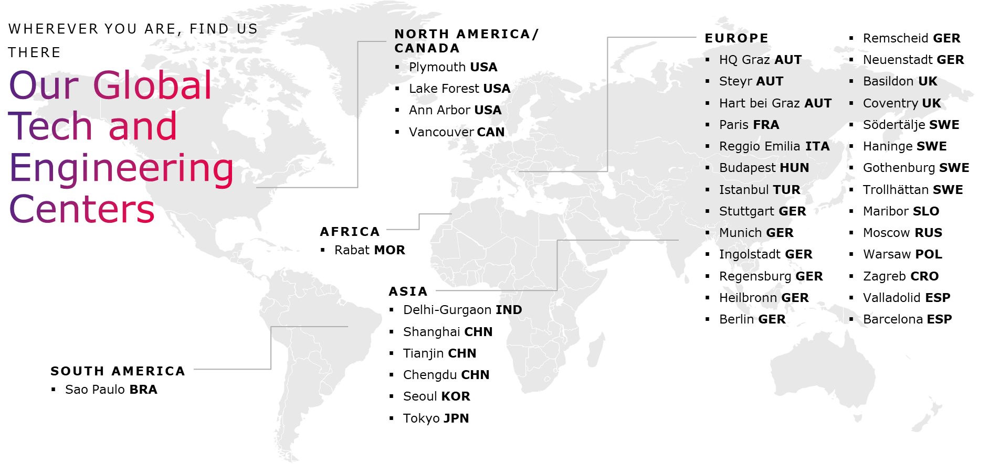 WHEREVER YOU ARE, FIND US
THERE
Our Global
Tech and
Engineering
Centers
NORTH AMERICA/
CANADA
▪ Plymouth USA
▪ Lake Forest USA
▪ Ann Arbor USA
▪ Vancouver CAN
AFRICA
▪ Rabat MOR
ASIA
▪ Delhi-Gurgaon IND
▪ Shanghai CHN
▪ Tianjin CHN
▪ Chengdu CHN
▪ Seoul KOR
▪ Tokyo JPN
SOUTH AMERICA
▪ Sao Paulo BRA
EUROPE
▪ HQ Graz AUT
▪ Steyr AUT
▪ Hart bei Graz AUT
▪ Paris FRA
▪ Reggio Emilia ITA
▪ Budapest HUN
▪ Istanbul TUR
▪ Stuttgart GER
▪ Munich GER
▪ Ingolstadt GER
▪ Regensburg GER
▪ Heilbronn GER
▪ Berlin GER
▪ Remscheid GER
▪ Neuenstadt GER
▪ Basildon UK
▪ Coventry UK
▪ Södertälje SWE
▪ Haninge SWE
▪ Gothenburg SWE
▪ Trollhättan SWE
▪ Maribor SLO
▪ Moscow RUS
▪ Warsaw POL
▪ Zagreb CRO
▪ Valladolid ESP
▪ Barcelona ESP